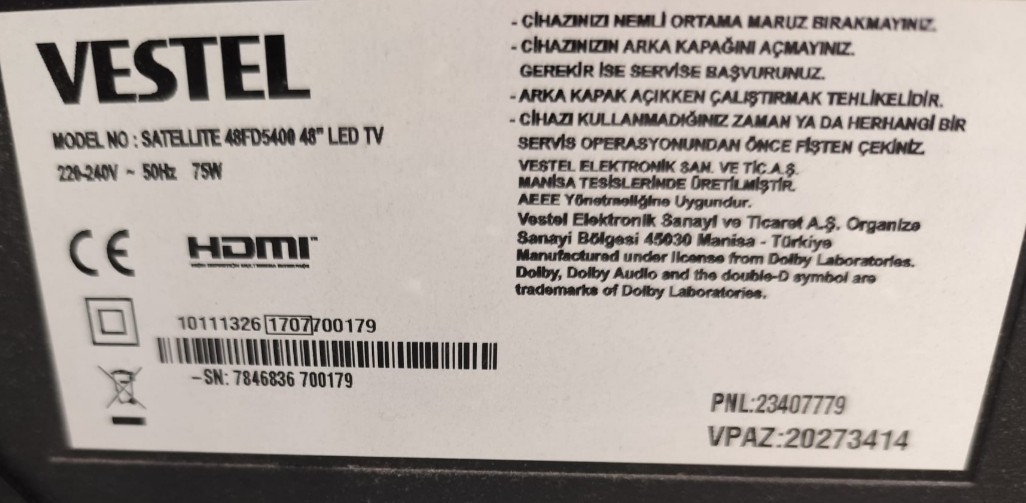 VESTEL
MODEL NO : SATELLITE 48FD5400 48" LED TV
220-240V ~ 50Hz 75W
CE
HDMI™
10111326 1707700179
-SN: 7846836 700179
- CİHAZINIZI NEMLİ ORTAMA MARUZ BIRAKMAYINIZ.
- CİHAZINIZIN ARKA KAPAĞINI AÇMAYINIZ.
GEREKİR İSE SERVİSE BAŞVURUNUZ.
- ARKA KAPAK AÇIKKEN ÇALIŞTIRMAK TEHLİKELİDİR.
- CİHAZI KULLANMADIĞINIZ ZAMAN YA DA HERHANGİ BİR
SERVİS OPERASYONUNDAN ÖNCE FİŞTEN ÇEKİNİZ.
VESTEL ELEKTRONİK SAN. VE TİC.A.Ş.
MANİSA TESİSLERİNDE ÜRETİLMİŞTİR.
AEEE Yönetmeliğine Uygundur.
Vestel Elektronik Sanayi ve Ticaret A.Ş. Organize
Sanayi Bölgesi 45030 Manisa - Türkiye
Manufactured under license from Dolby Laboratories.
Dolby, Dolby Audio and the double-D symbol are
trademarks of Dolby Laboratories.
PNL:23407779
VPAZ:20273414